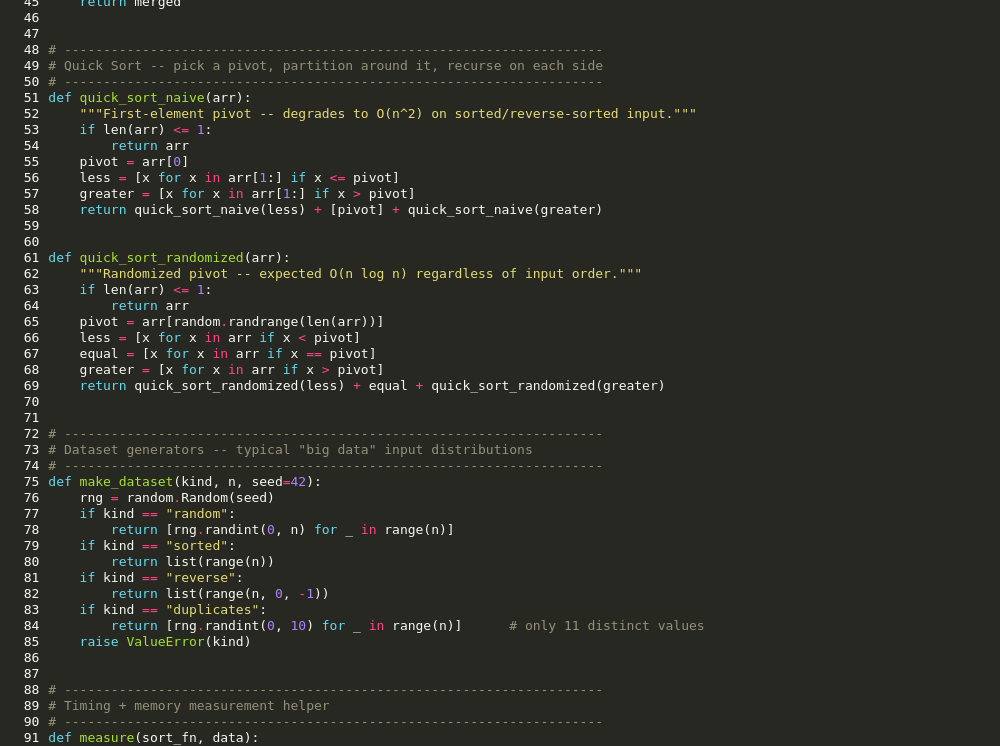 45     return merged
46
47
48 # ---------------------------------------------------------------------
49 # Quick Sort -- pick a pivot, partition around it, recurse on each side
50 # ---------------------------------------------------------------------
51 def quick_sort_naive(arr):
52     """First-element pivot -- degrades to O(n^2) on sorted/reverse-sorted input."""
53     if len(arr) <= 1:
54         return arr
55     pivot = arr[0]
56     less = [x for x in arr[1:] if x <= pivot]
57     greater = [x for x in arr[1:] if x > pivot]
58     return quick_sort_naive(less) + [pivot] + quick_sort_naive(greater)
59
60
61 def quick_sort_randomized(arr):
62     """Randomized pivot -- expected O(n log n) regardless of input order."""
63     if len(arr) <= 1:
64         return arr
65     pivot = arr[random.randrange(len(arr))]
66     less = [x for x in arr if x < pivot]
67     equal = [x for x in arr if x == pivot]
68     greater = [x for x in arr if x > pivot]
69     return quick_sort_randomized(less) + equal + quick_sort_randomized(greater)
70
71
72 # ---------------------------------------------------------------------
73 # Dataset generators -- typical "big data" input distributions
74 # ---------------------------------------------------------------------
75 def make_dataset(kind, n, seed=42):
76     rng = random.Random(seed)
77     if kind == "random":
78         return [rng.randint(0, n) for _ in range(n)]
79     if kind == "sorted":
80         return list(range(n))
81     if kind == "reverse":
82         return list(range(n, 0, -1))
83     if kind == "duplicates":
84         return [rng.randint(0, 10) for _ in range(n)]      # only 11 distinct values
85     raise ValueError(kind)
86
87
88 # ---------------------------------------------------------------------
89 # Timing + memory measurement helper
90 # ---------------------------------------------------------------------
91 def measure(sort_fn, data):